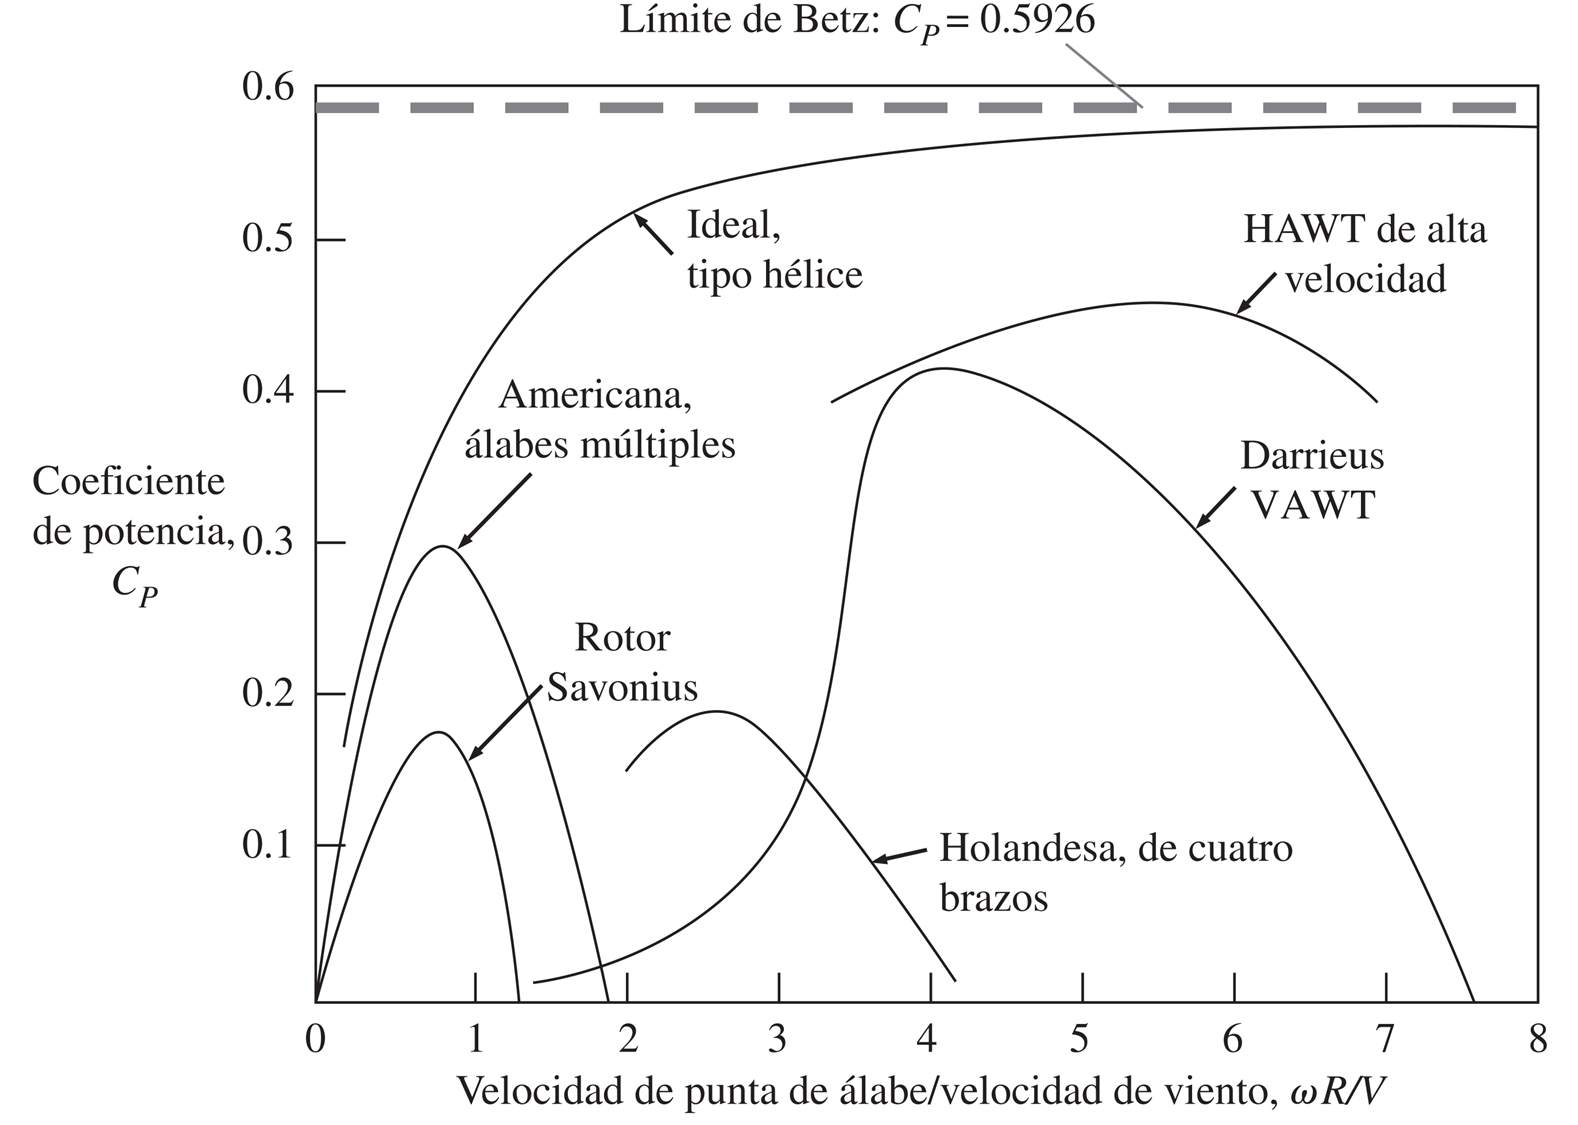 Límite de Betz: C_P = 0.5926
0.6
0.5
0.4
0.3
0.2
0.1
Coeficiente
de potencia,
C_P
Ideal,
tipo hélice
HAWT de alta
velocidad
Americana,
álabes múltiples
Darrieus
VAWT
Rotor
Savonius
Holandesa, de cuatro
brazos
0 1 2 3 4 5 6 7 8
Velocidad de punta de álabe/velocidad de viento, ωR/V